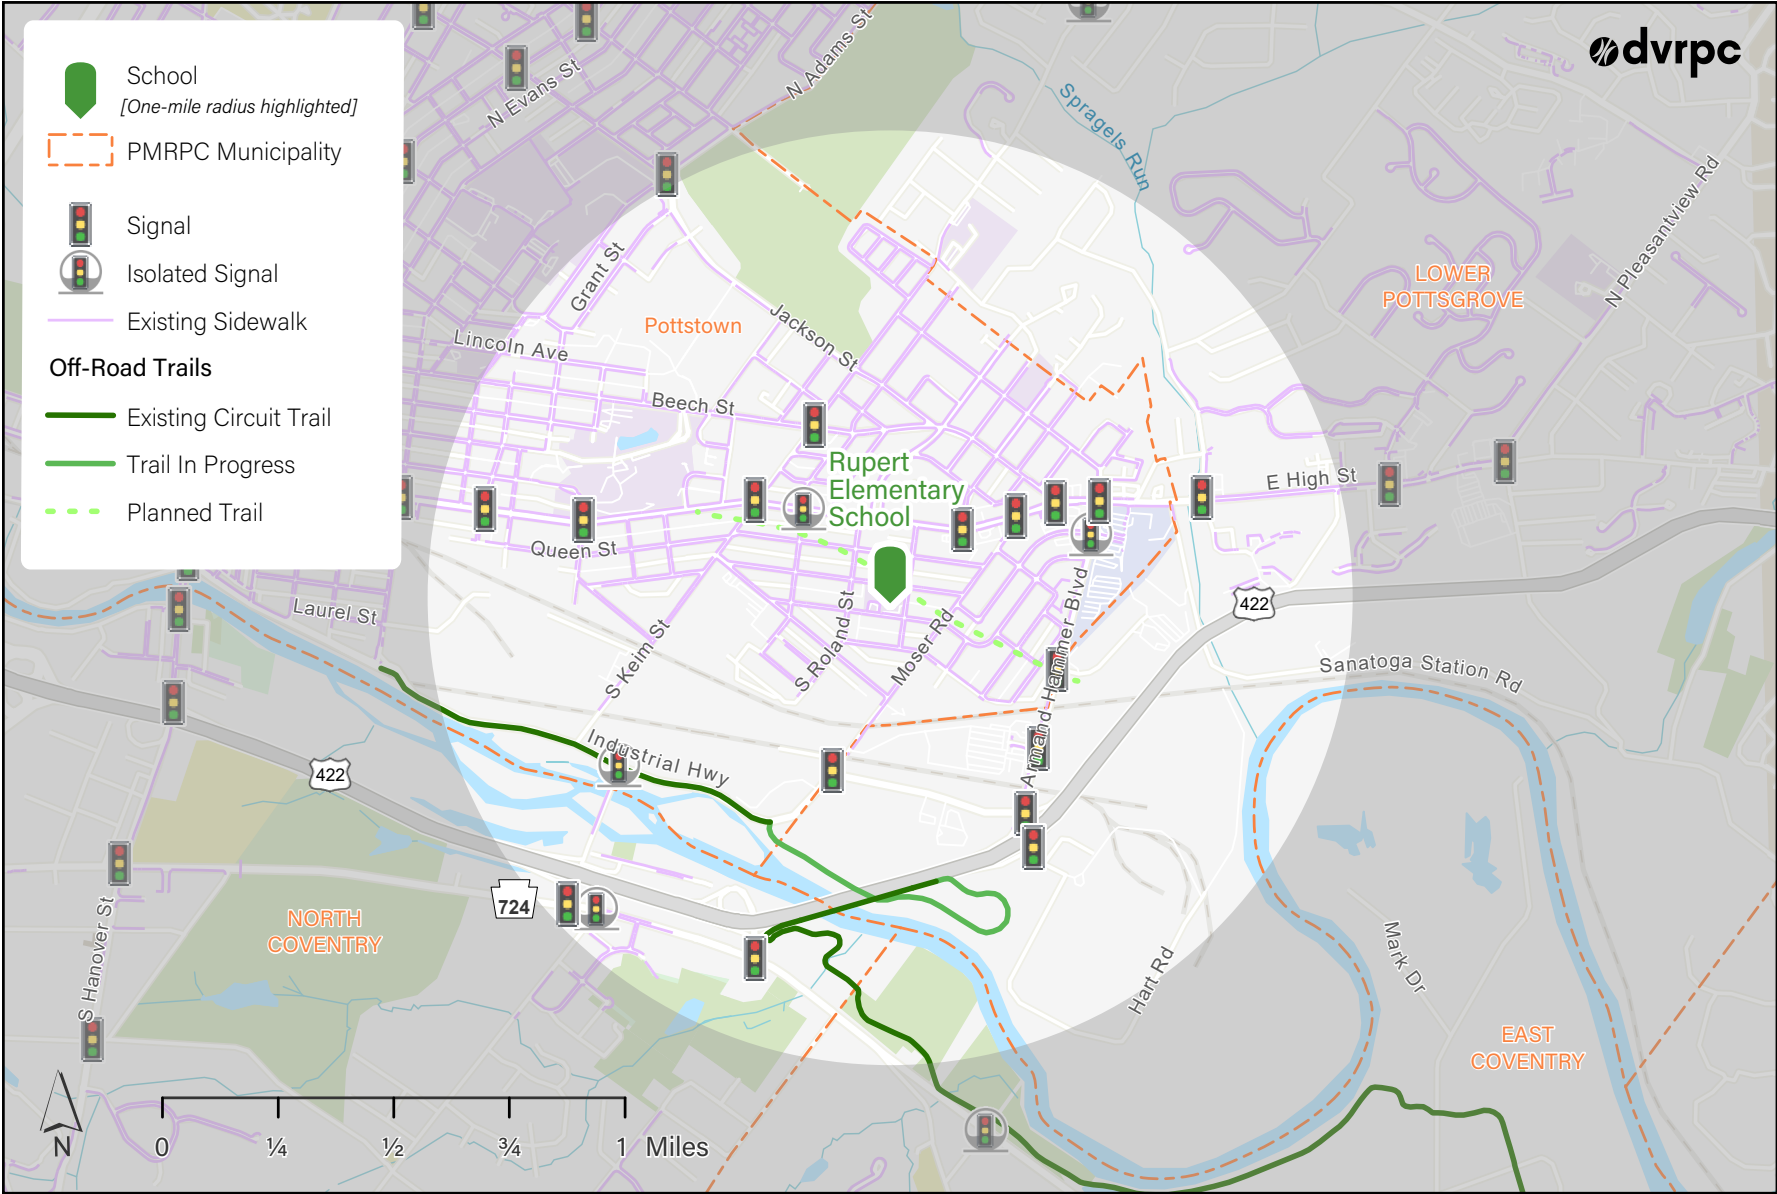 School
[One-mile radius highlighted]
PMRPC Municipality
Signal
Isolated Signal
Existing Sidewalk
Off-Road Trails
Existing Circuit Trail
Trail In Progress
Planned Trail
dvrpc
N Adams St
N Evans St
Spragels Run
N Pleasantview Rd
LOWER
POTTSGROVE
Grant St
Pottstown
Jackson St
Lincoln Ave
Beech St
Rupert
Elementary
School
E High St
Queen St
Laurel St
422
S Keim St
S Roland St
Moser Rd
Armand Hammer Blvd
Sanatoga Station Rd
Industrial Hwy
422
724
NORTH
COVENTRY
S Hanover St
Hart Rd
Mark Dr
EAST
COVENTRY
N
0 ¼ ½ ¾ 1 Miles